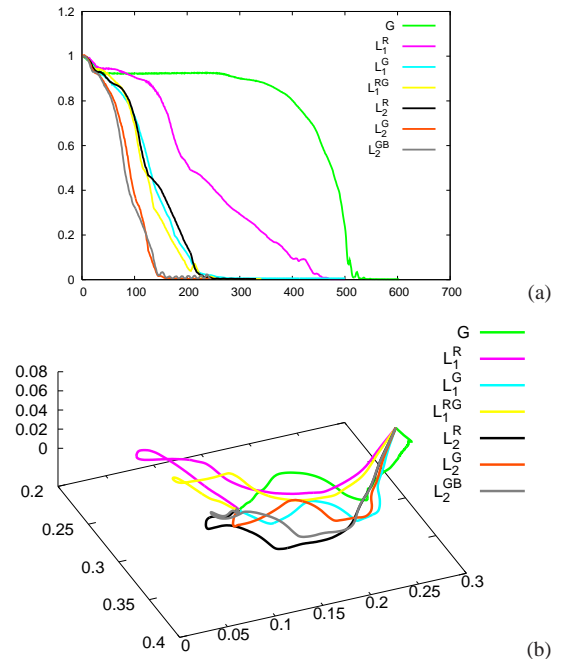 1.2
1
0.8
0.6
0.4
0.2
0
0 100 200 300 400 500 600 700
G
L₁ᴿ
L₁ᴳ
L₁ᴿᴳ
L₂ᴿ
L₂ᴳ
L₂ᴳᴮ
(a)
G
L₁ᴿ
L₁ᴳ
L₁ᴿᴳ
L₂ᴿ
L₂ᴳ
L₂ᴳᴮ
0.08
0.06
0.04
0.02
0
0.2
0.25
0.3
0.35
0.4
0 0.05 0.1 0.15 0.2 0.25 0.3
(b)